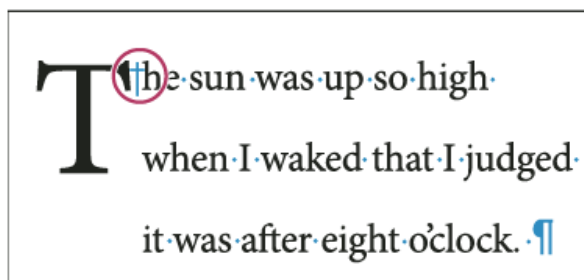 The sun was up so high
when I waked that I judged
it was after eight o'clock. ¶